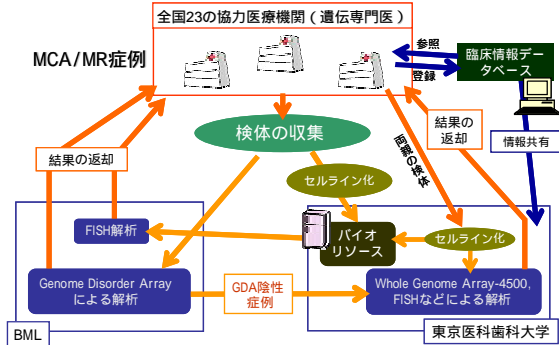 全国23の協力医療機関(遺伝専門医)
MCA/MR症例
参照
登録
臨床情報デー
タベース
検体の収集
結果の返却
両親の検体
結果の
返却
情報共有
セルライン化
FISH解析
バイオ
リソース
セルライン化
Genome Disorder Array
による解析
GDA陰性
症例
Whole Genome Array-4500,
FISHなどによる解析
BML
東京医科歯科大学